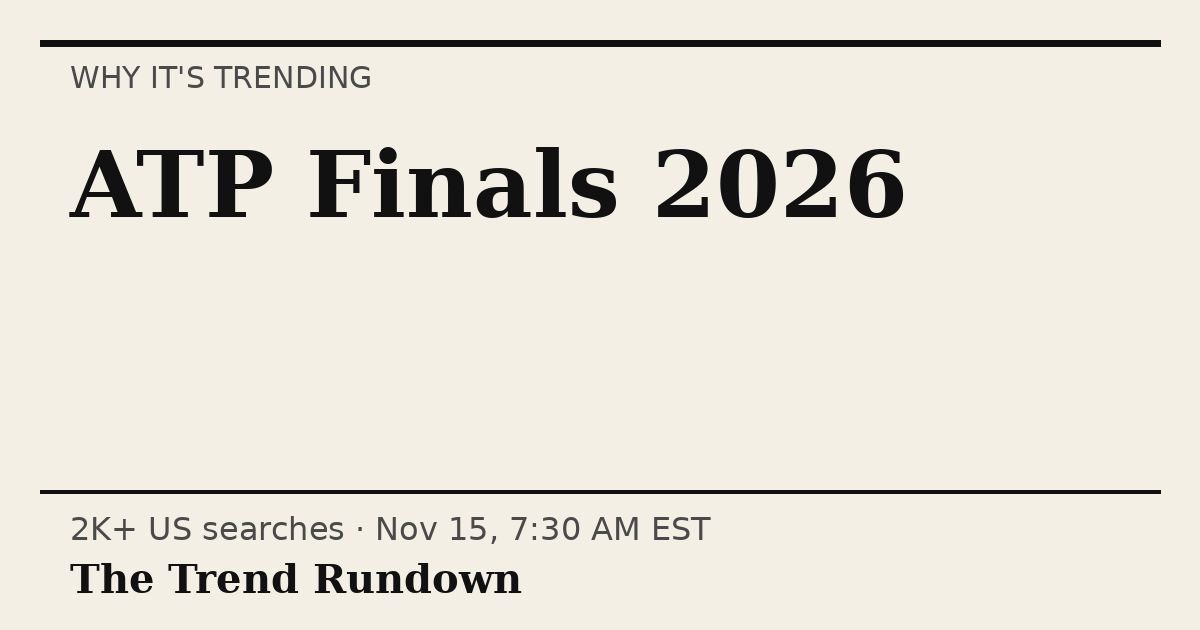 WHY IT'S TRENDING
ATP Finals 2026
2K+ US searches · Nov 15, 7:30 AM EST
The Trend Rundown